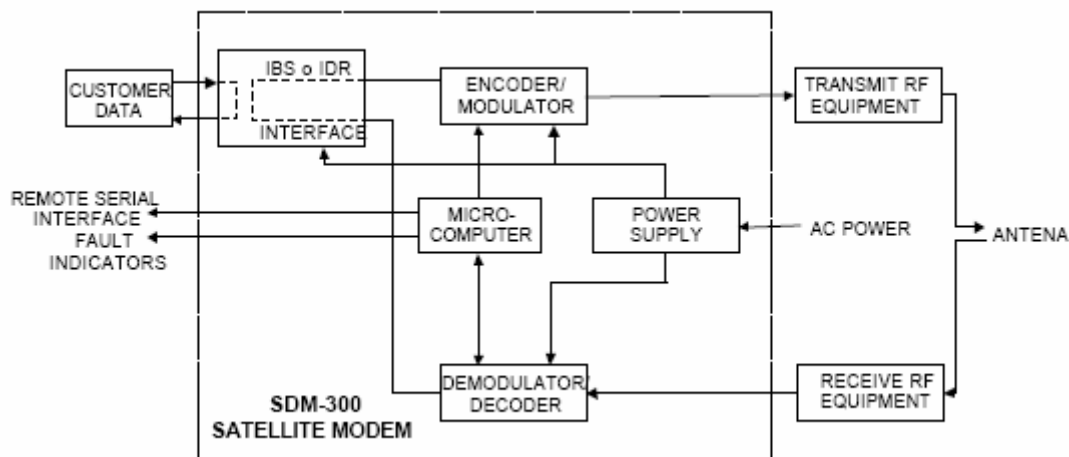 CUSTOMER
DATA
IBS o IDR
INTERFACE
ENCODER/
MODULATOR
TRANSMIT RF
EQUIPMENT
REMOTE SERIAL
INTERFACE
FAULT
INDICATORS
MICRO-
COMPUTER
POWER
SUPPLY
AC POWER
ANTENA
DEMODULATOR/
DECODER
RECEIVE RF
EQUIPMENT
SDM-300
SATELLITE MODEM